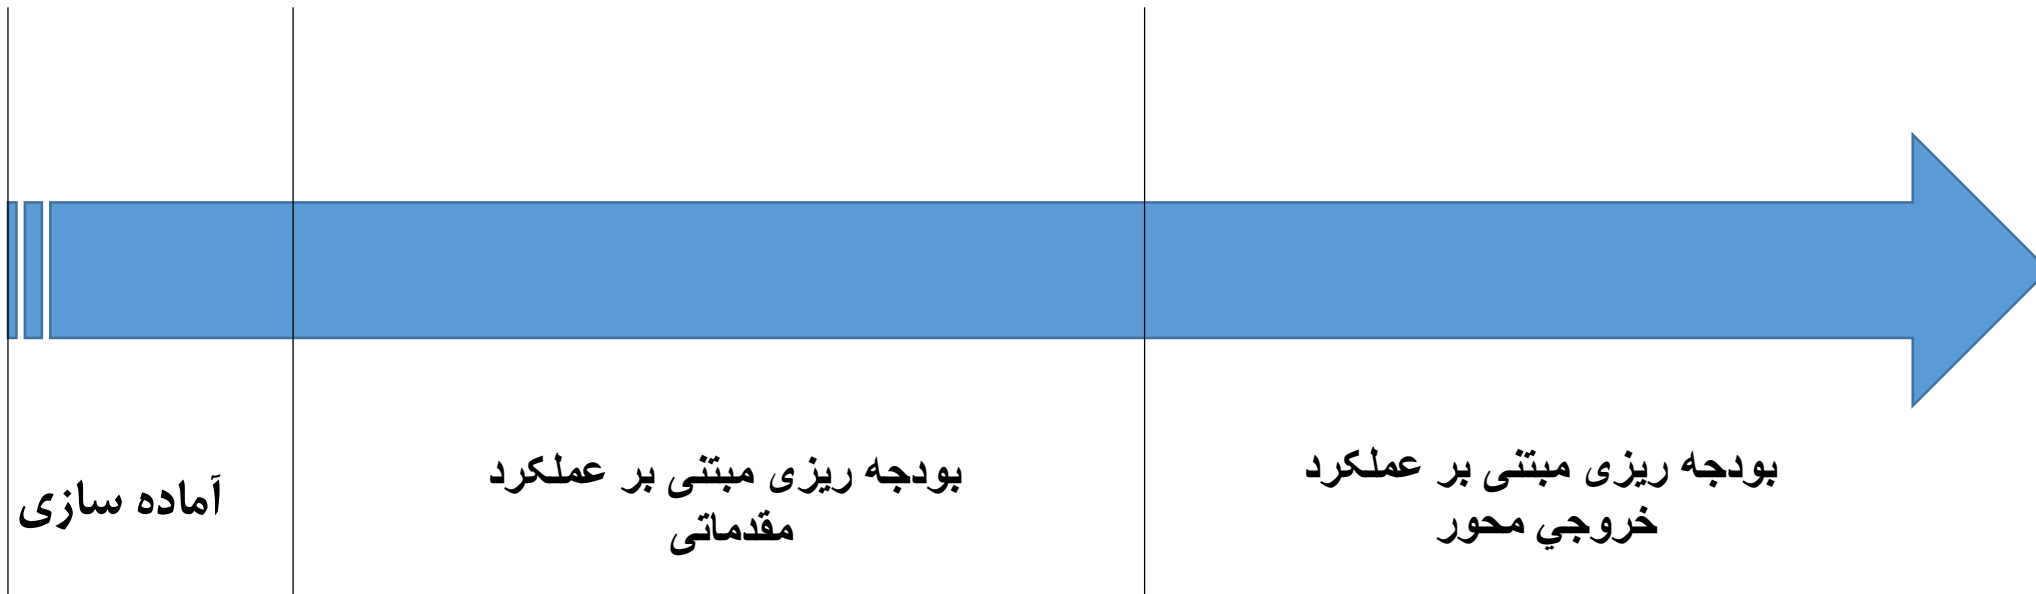 آماده سازی
بودجه ریزی مبتنی بر عملکرد
مقدماتی
بودجه ریزی مبتنی بر عملکرد
خروجي محور